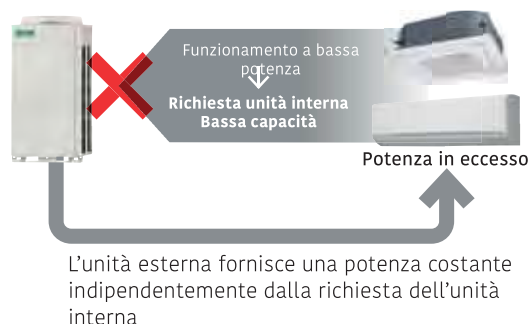 Funzionamento a bassa
potenza
Richiesta unità interna
Bassa capacità
Potenza in eccesso
L'unità esterna fornisce una potenza costante
indipendentemente dalla richiesta dell'unità
interna